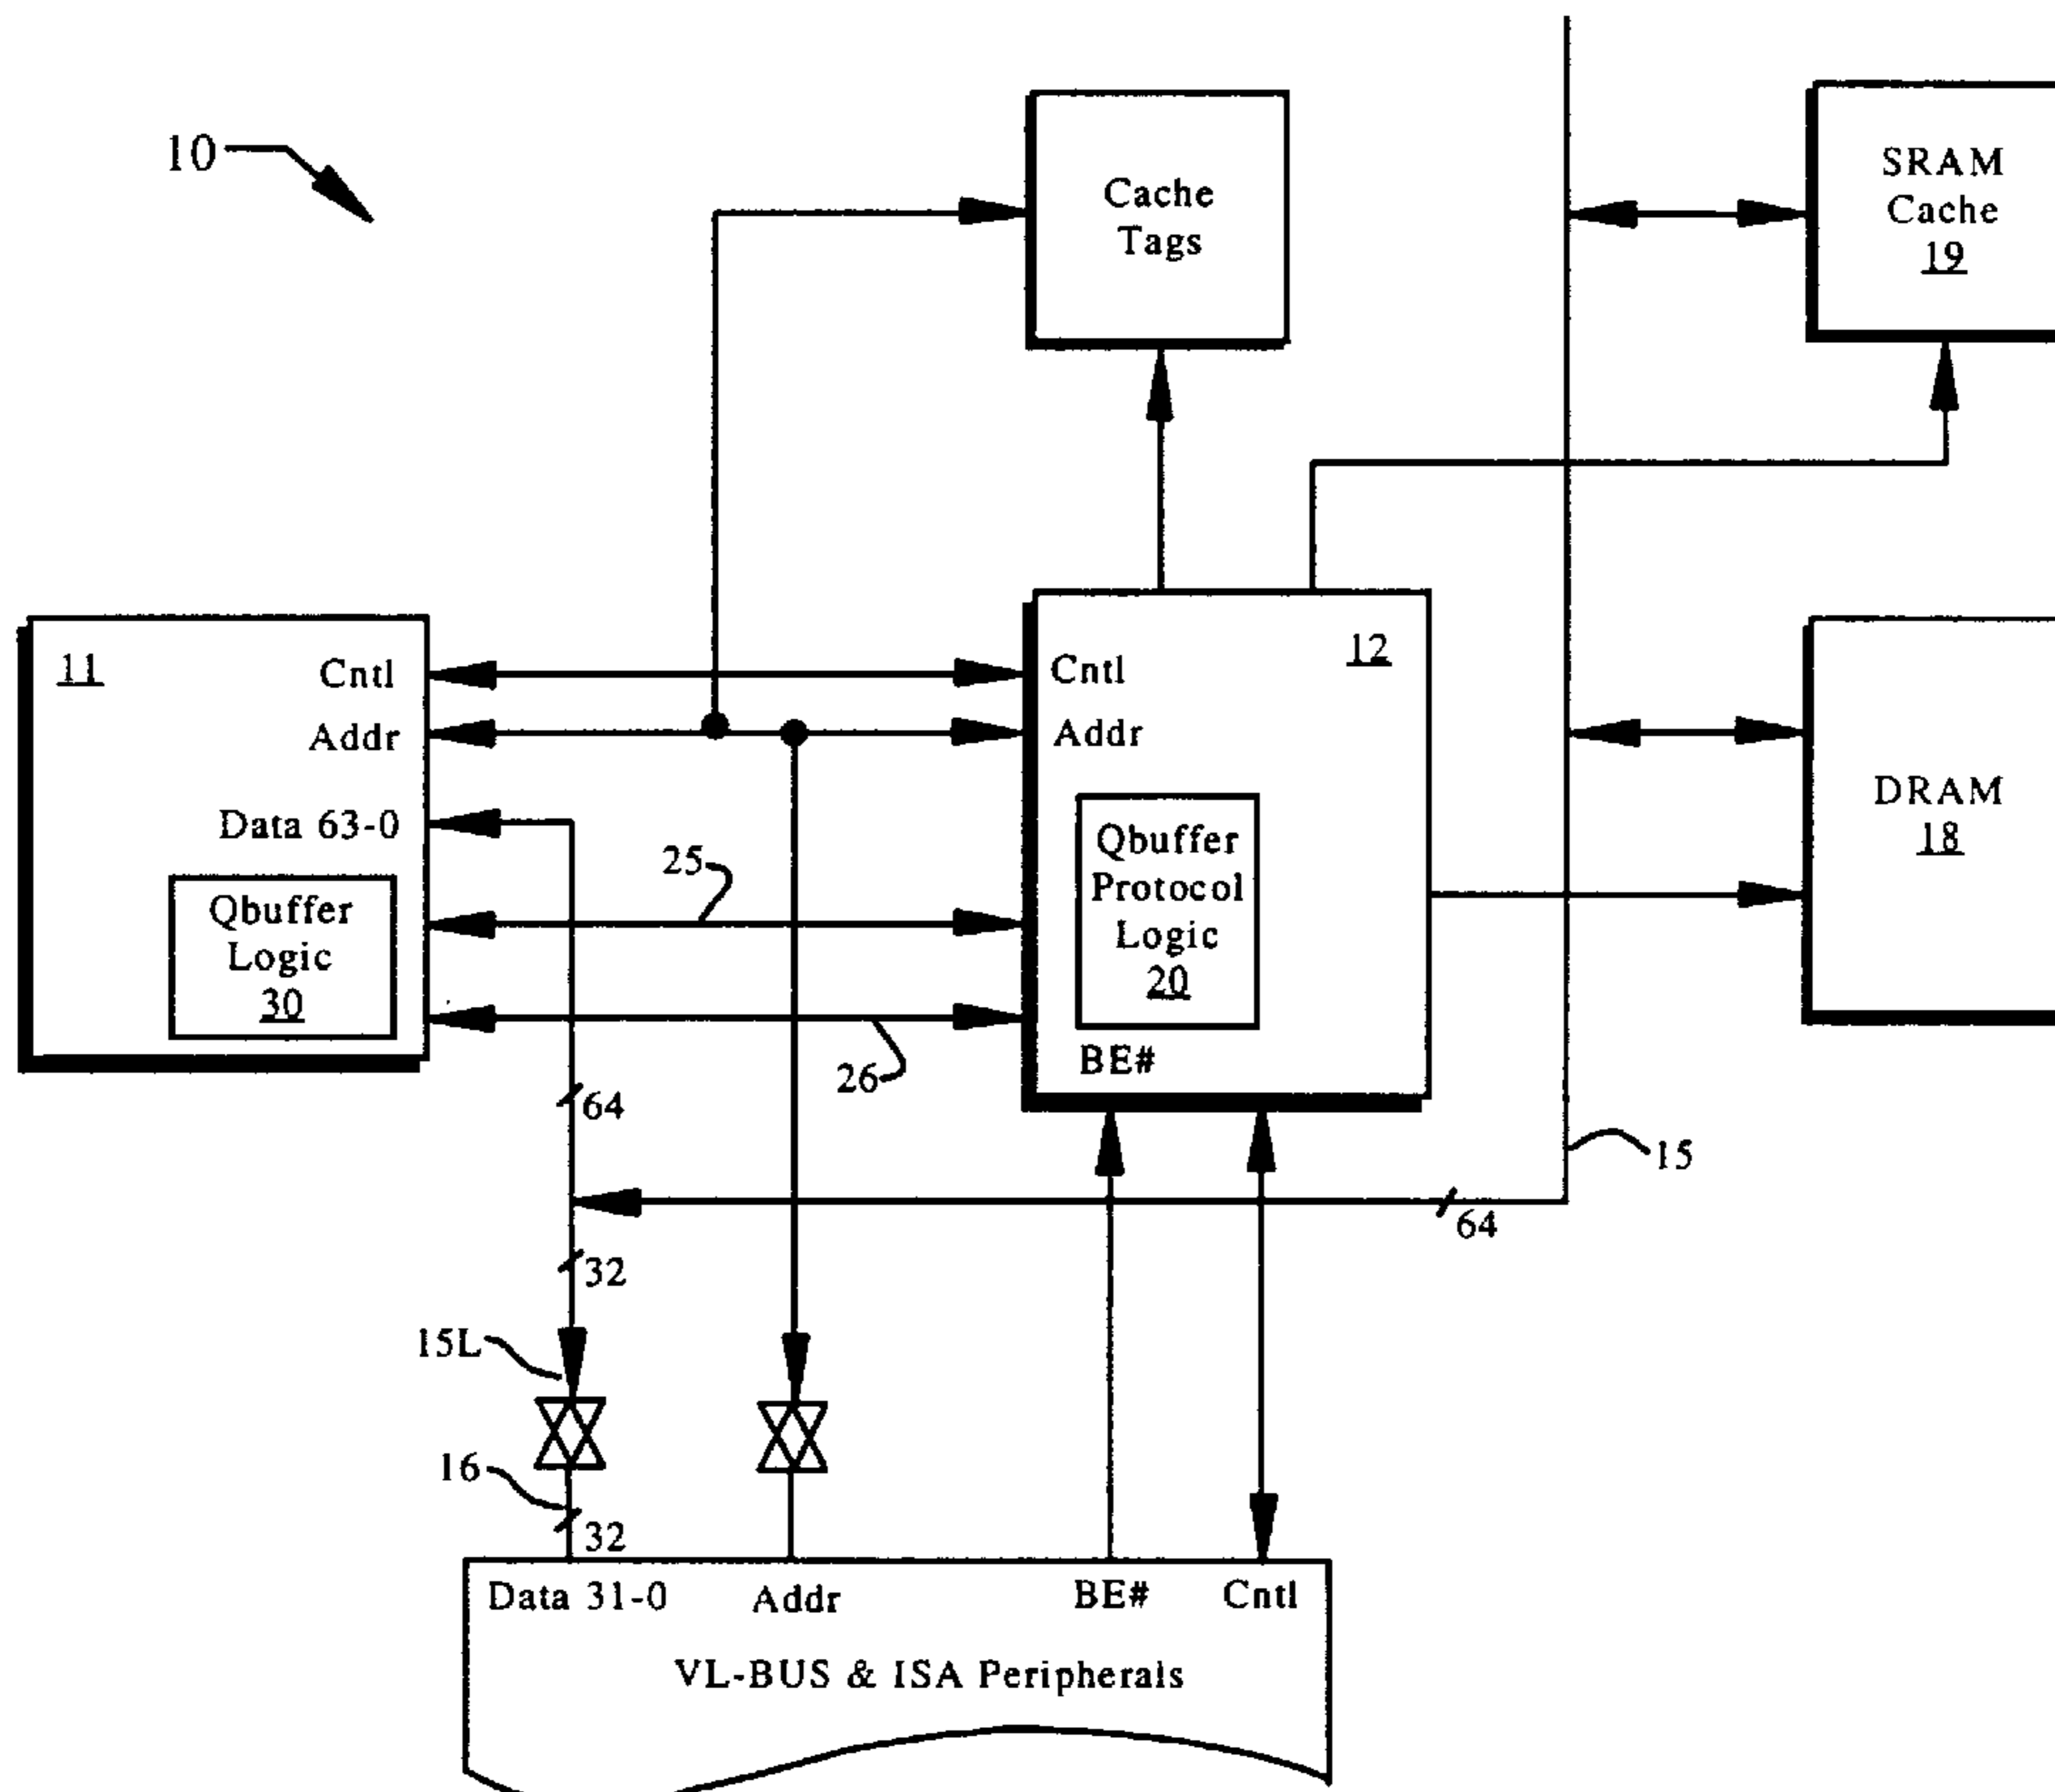 10
Cache
Tags
SRAM
Cache
19
11
Cntl
Addr
Data 63-0
Qbuffer
Logic
30
25
26
12
Cntl
Addr
Qbuffer
Protocol
Logic
20
BE#
DRAM
18
64
15
64
32
15L
16
32
Data 31-0 Addr BE# Cntl
VL-BUS & ISA Peripherals